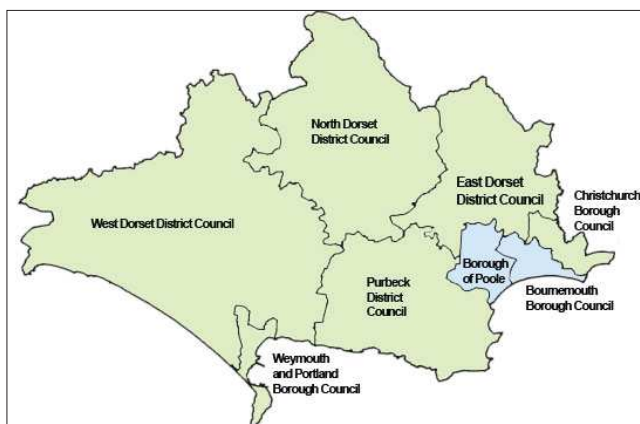 North Dorset
District Council
East Dorset
District Council
Christchurch
Borough
Council
West Dorset District Council
Borough
of Poole
Purbeck
District
Council
Bournemouth
Borough Council
Weymouth
and Portland
Borough Council